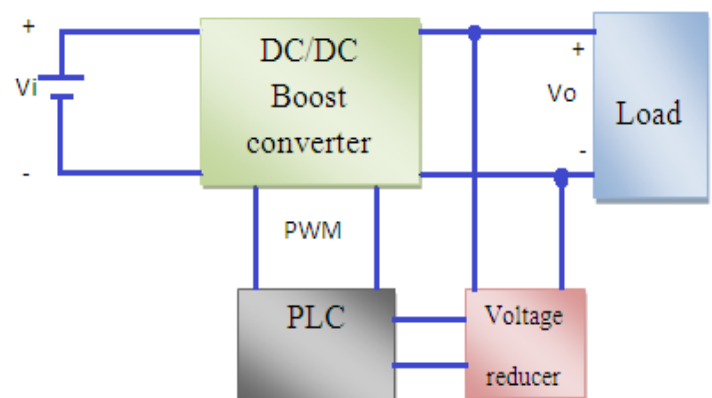 +
Vi
-
DC/DC
Boost
converter
+
Vo
-
Load
PWM
PLC
Voltage
reducer